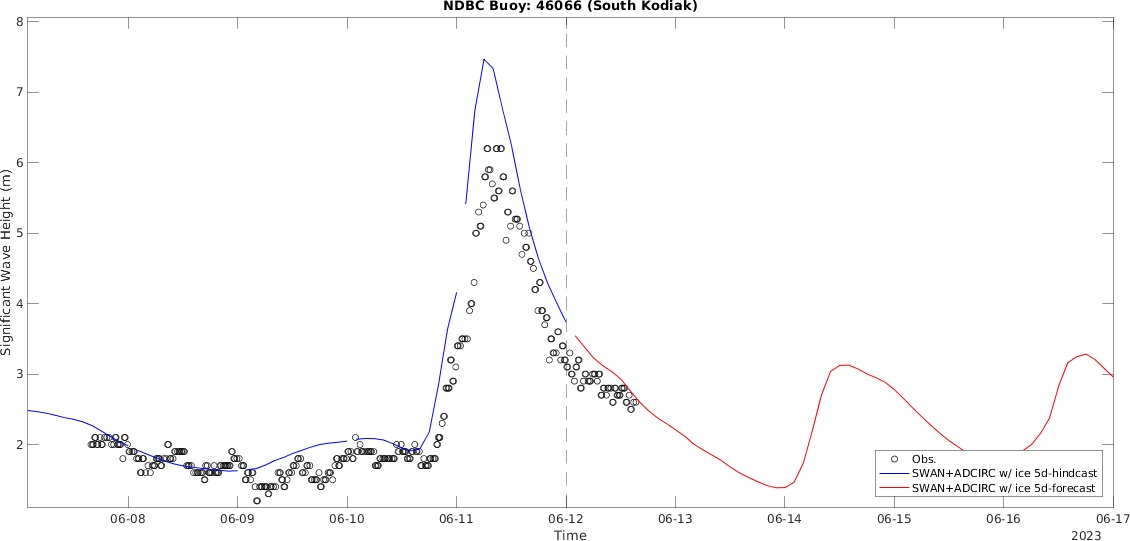 NDBC Buoy: 46066 (South Kodiak)
Significant Wave Height (m)
8
7
6
5
4
3
2
Obs.
SWAN+ADCIRC w/ ice 5d-hindcast
SWAN+ADCIRC w/ ice 5d-forecast
06-08 06-09 06-10 06-11 06-12 06-13 06-14 06-15 06-16 06-17
Time
2023